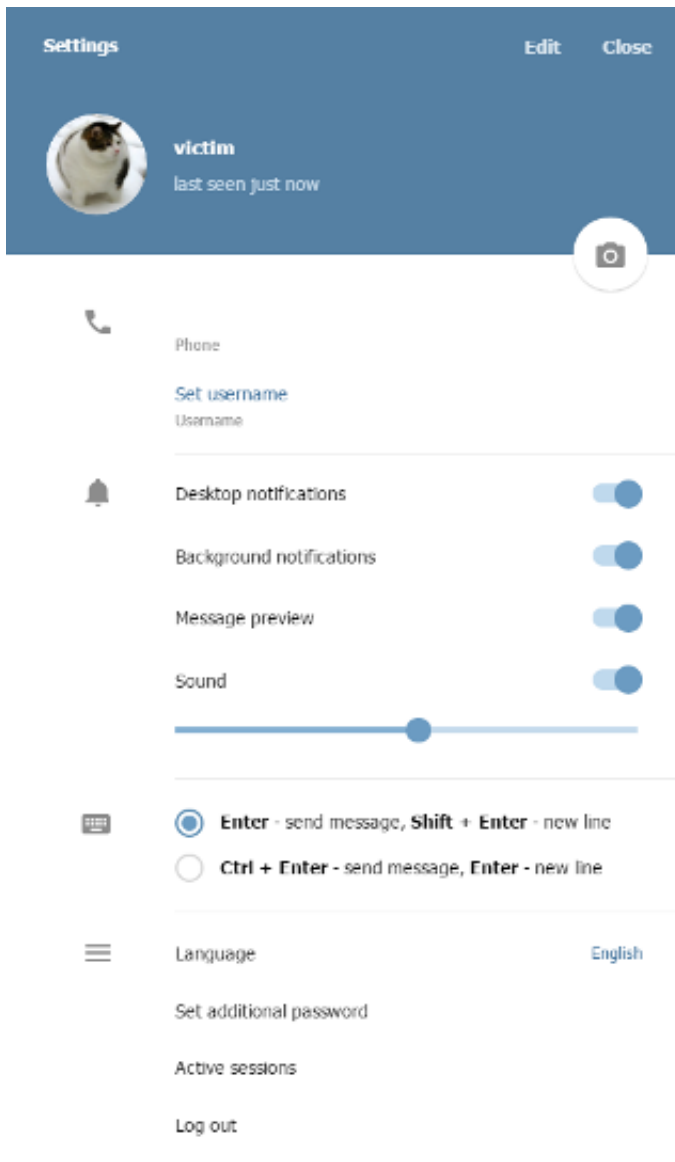 Settings Edit Close
victim
last seen just now
Phone
Set username
Username
Desktop notifications
Background notifications
Message preview
Sound
Enter - send message, Shift + Enter - new line
Ctrl + Enter - send message, Enter - new line
Language English
Set additional password
Active sessions
Log out